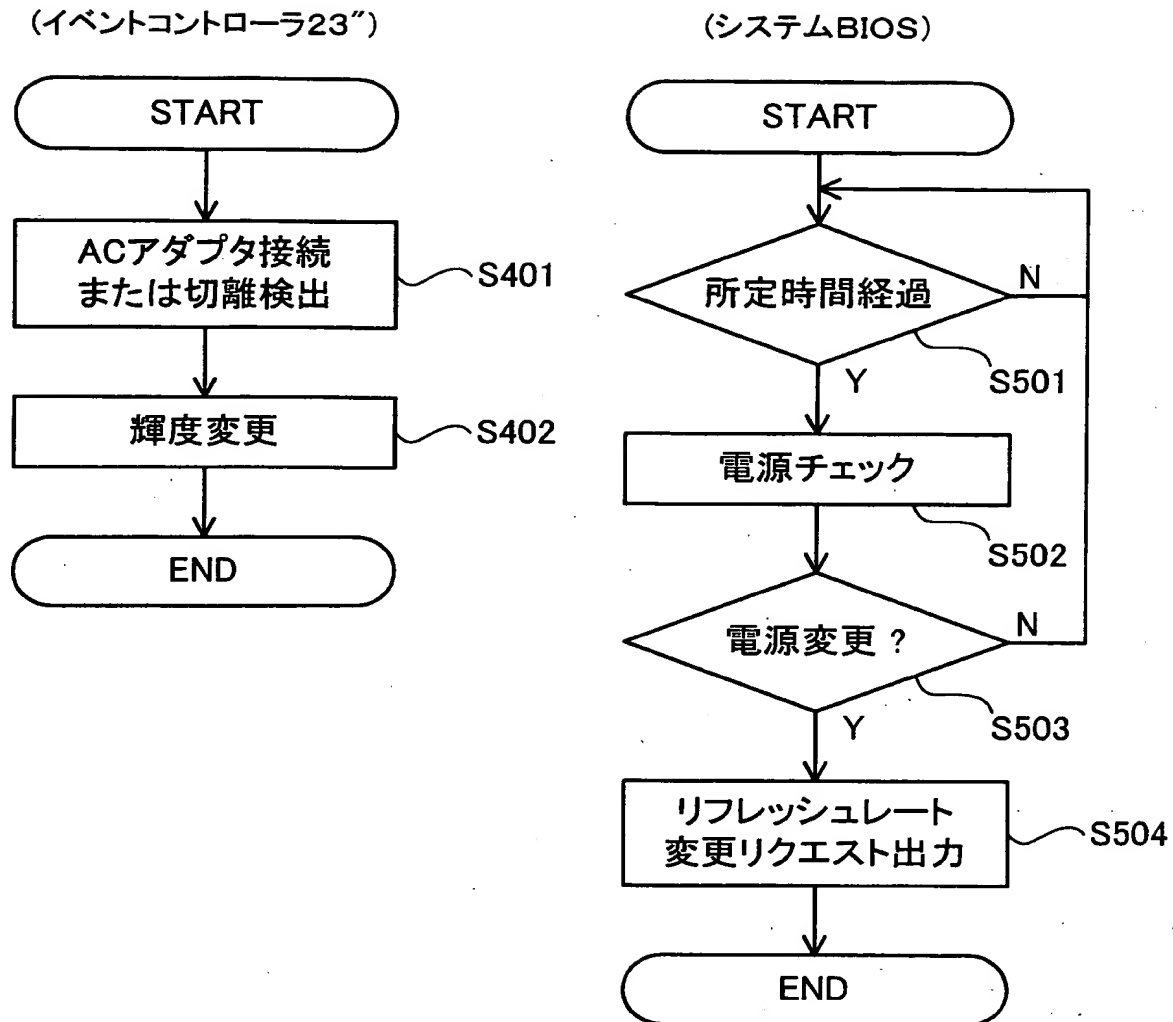 (イベントコントローラ23″)
START
ACアダプタ接続
または切離検出
S401
輝度変更
S402
END
(システムBIOS)
START
所定時間経過
N
S501
Y
電源チェック
S502
電源変更 ?
N
S503
Y
リフレッシュレート
変更リクエスト出力
S504
END